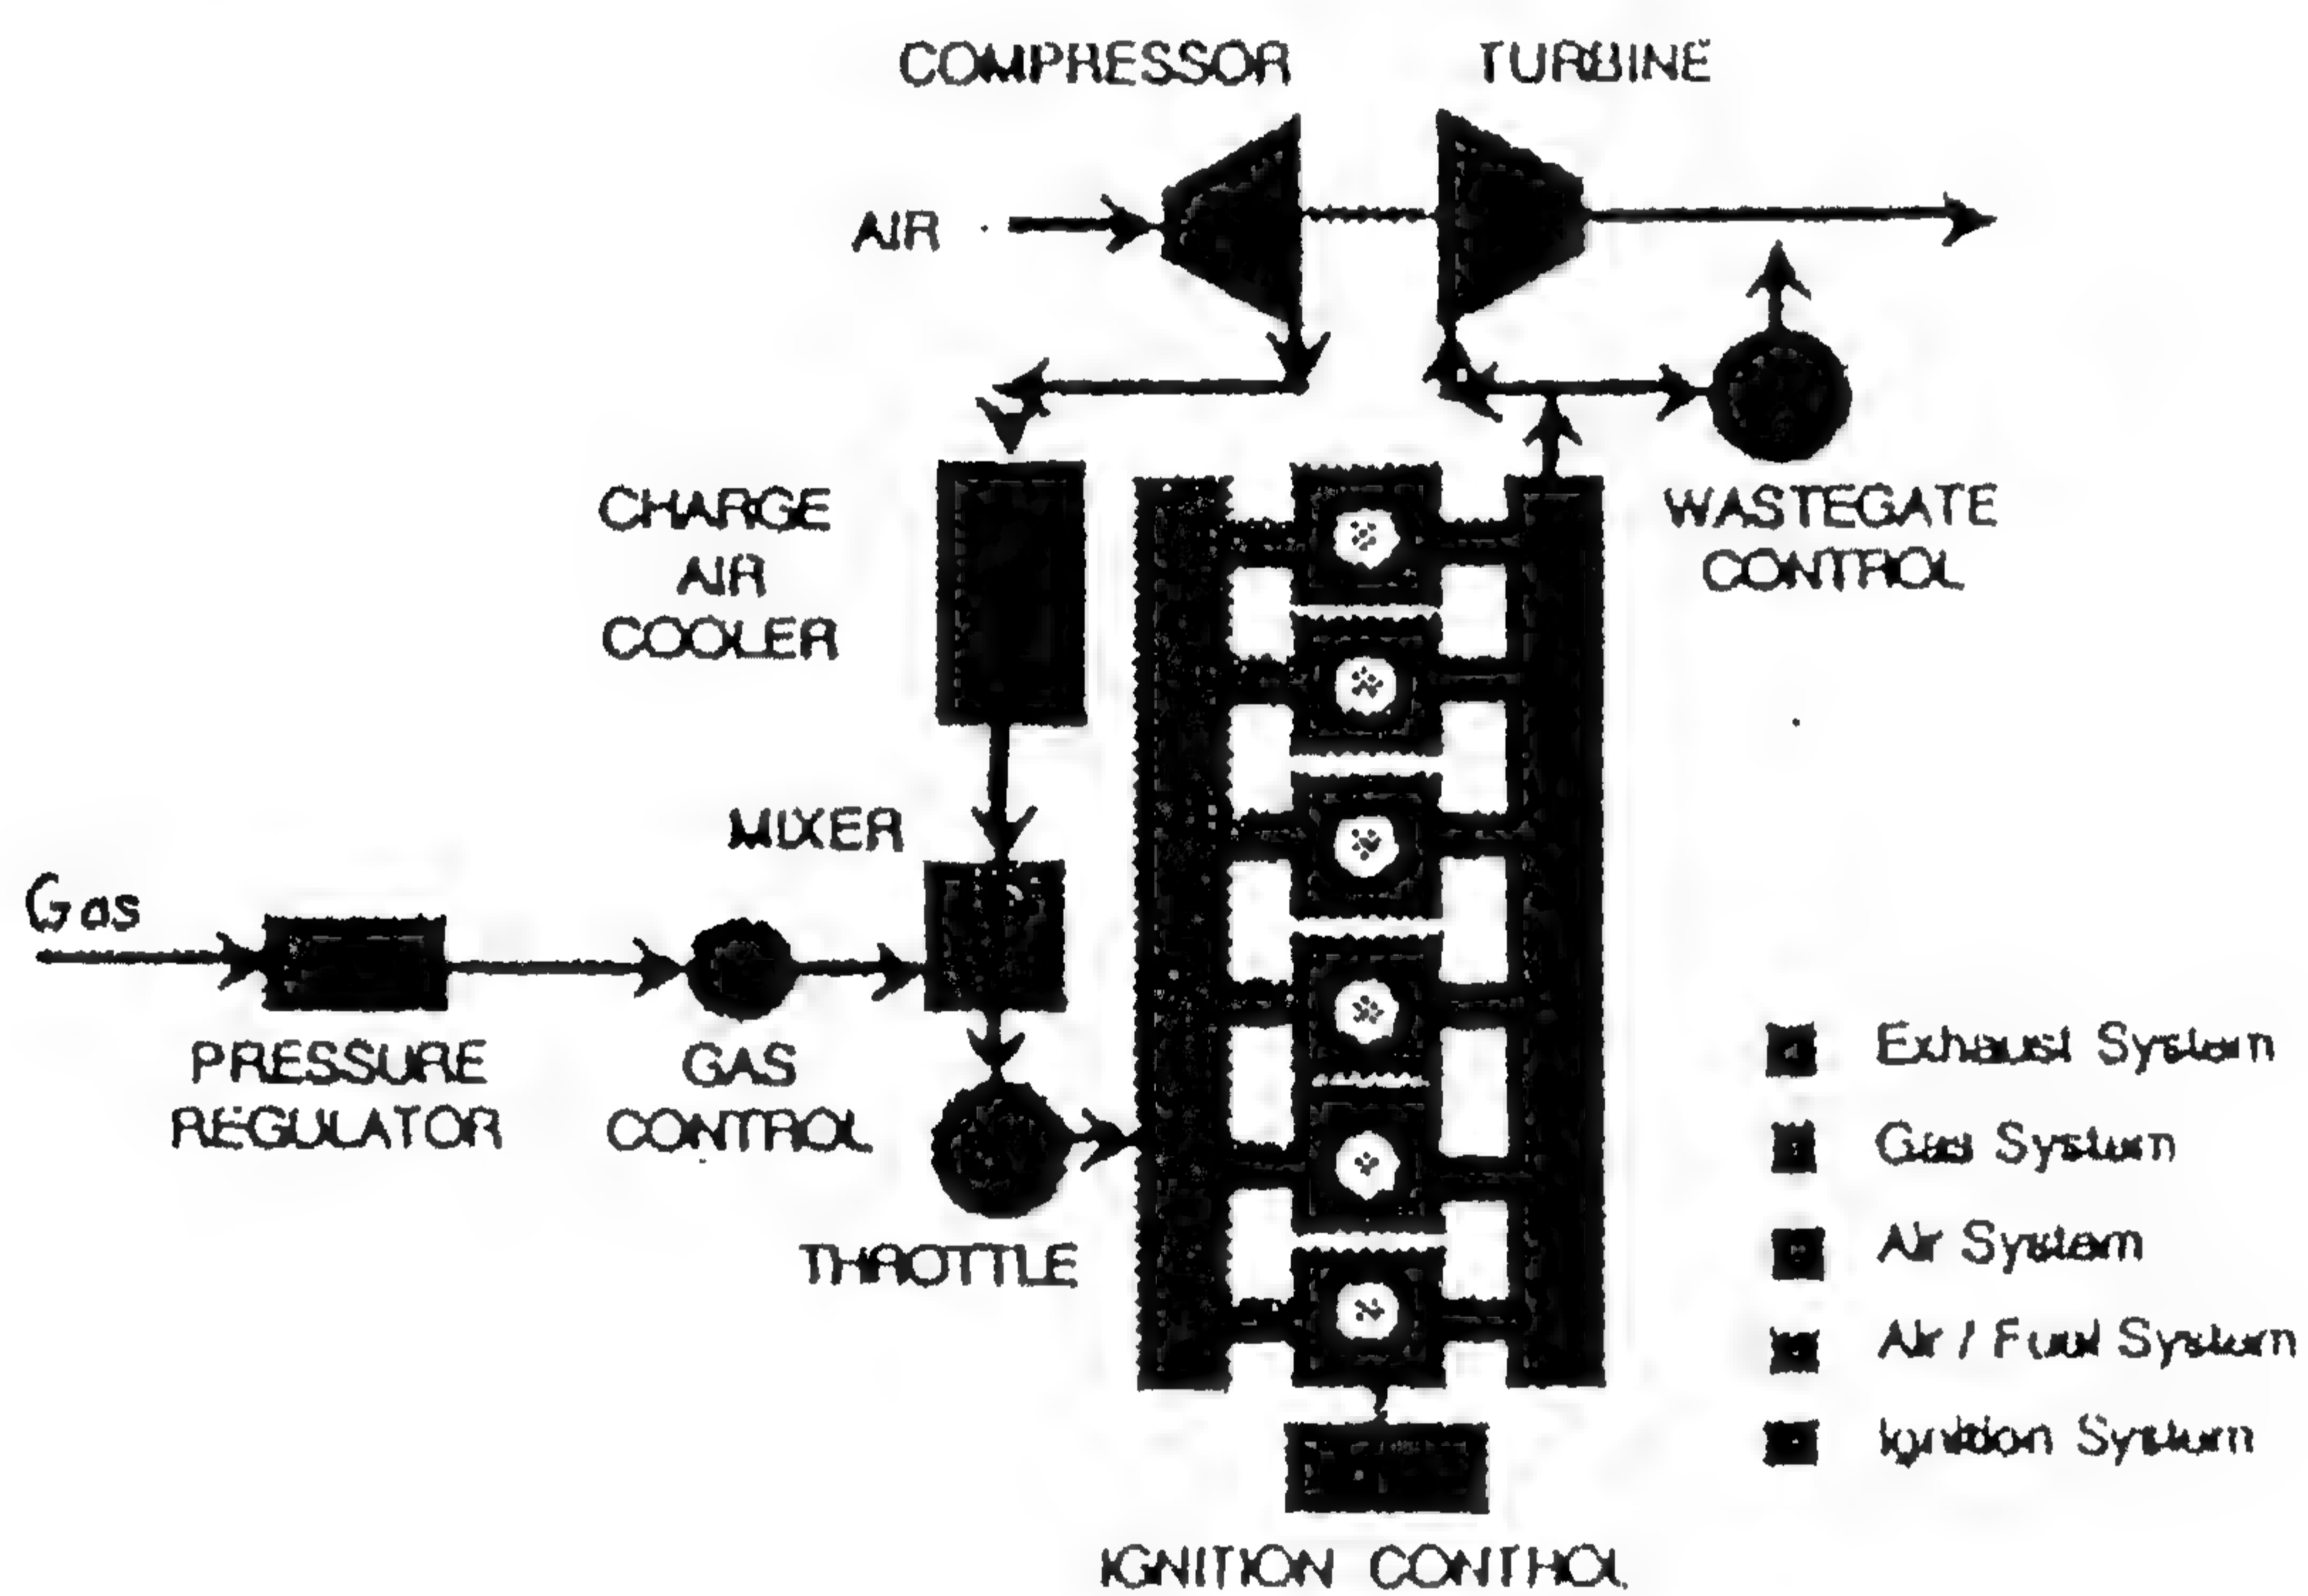 COMPRESSOR
TURBINE
AIR
CHARGE
AIR
COOLER
WASTEGATE
CONTROL
MIXER
Gas
PRESSURE
REGULATOR
GAS
CONTROL
THROTTLE
Exhaust System
Gas System
Air System
Air / Fuel System
Ignition System
IGNITION CONTROL